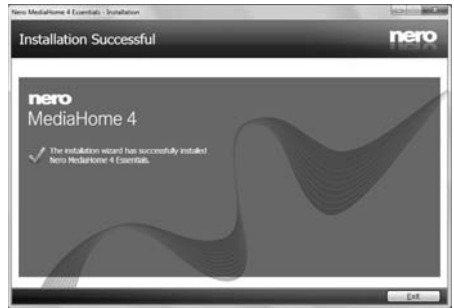 Nero MediaHome 4 Essentials - Installation
Installation Successful
nero
nero
MediaHome 4
The installation wizard has successfully installed
Nero MediaHome 4 Essentials.
Exit